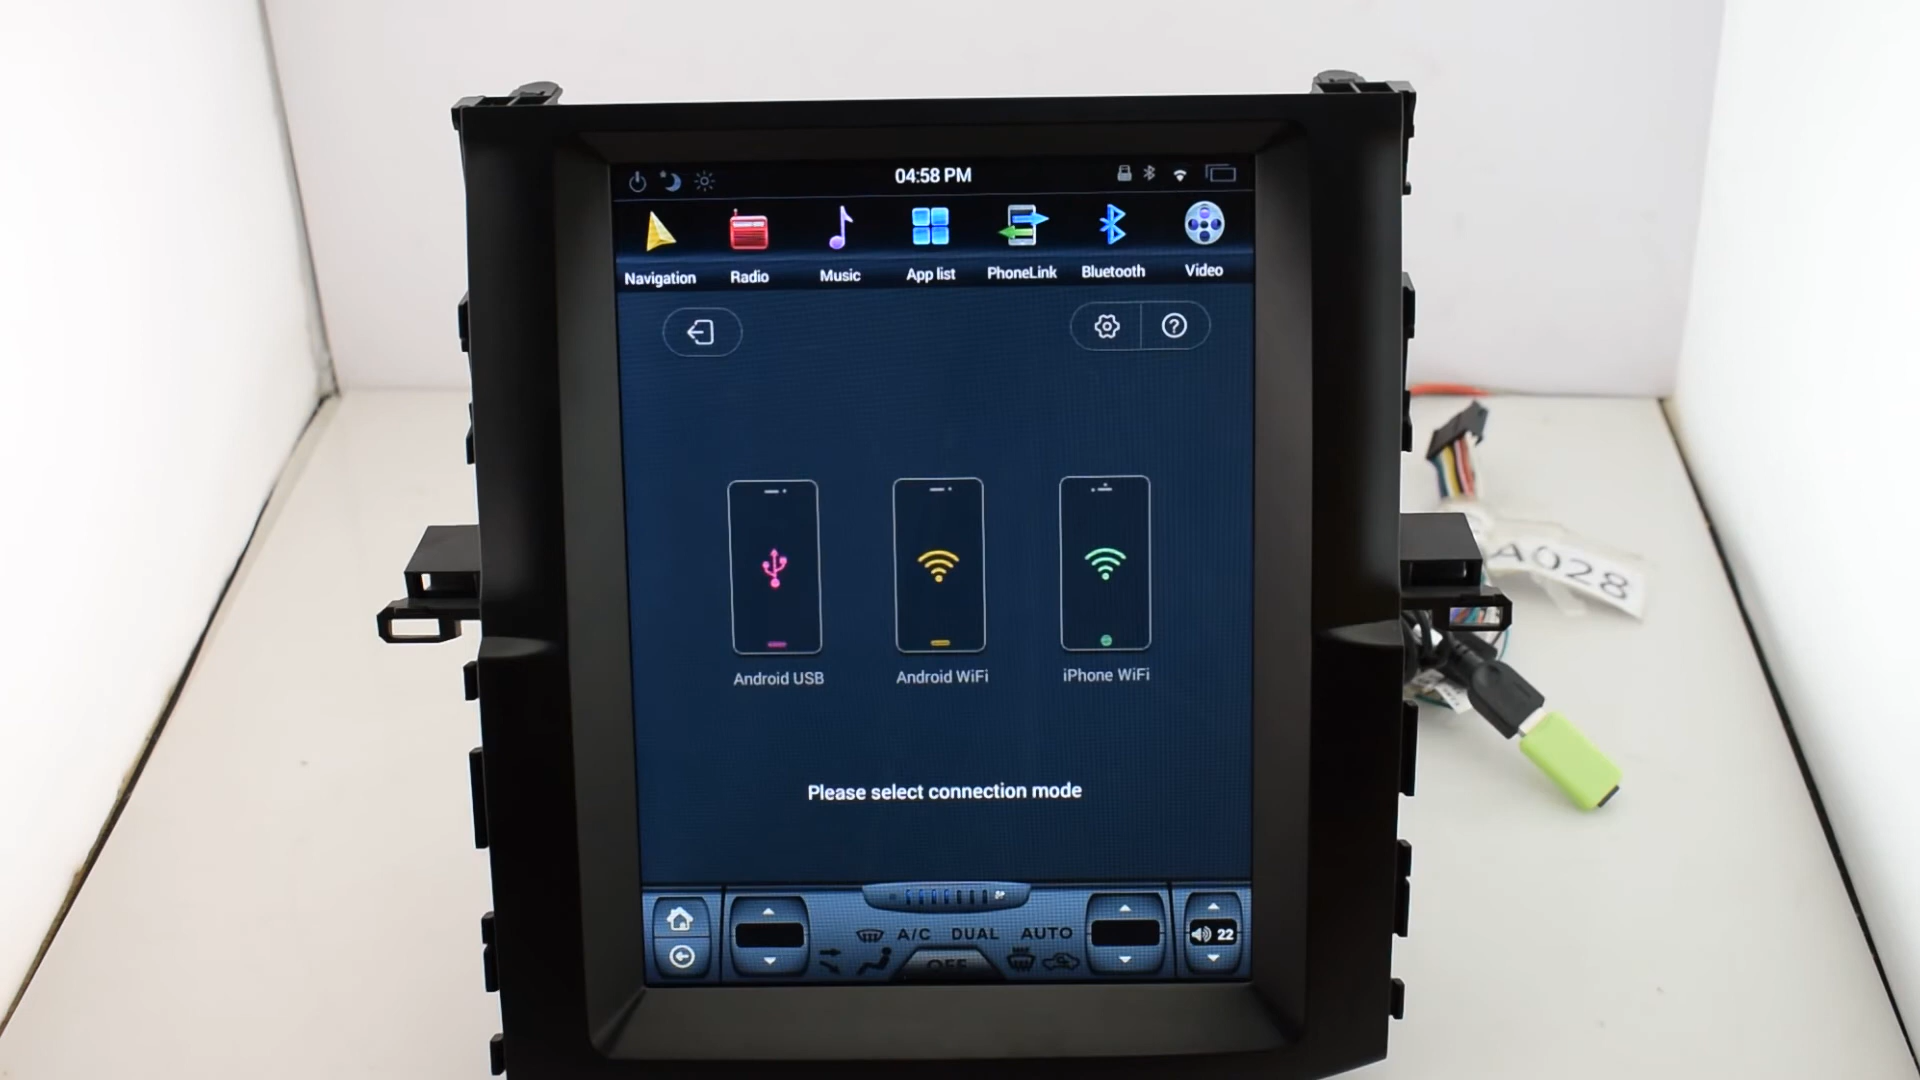 04:58 PM
Navigation Radio Music App list PhoneLink Bluetooth Video
Android USB Android WiFi iPhone WiFi
A028
Please select connection mode
A/C DUAL AUTO
22
OFF